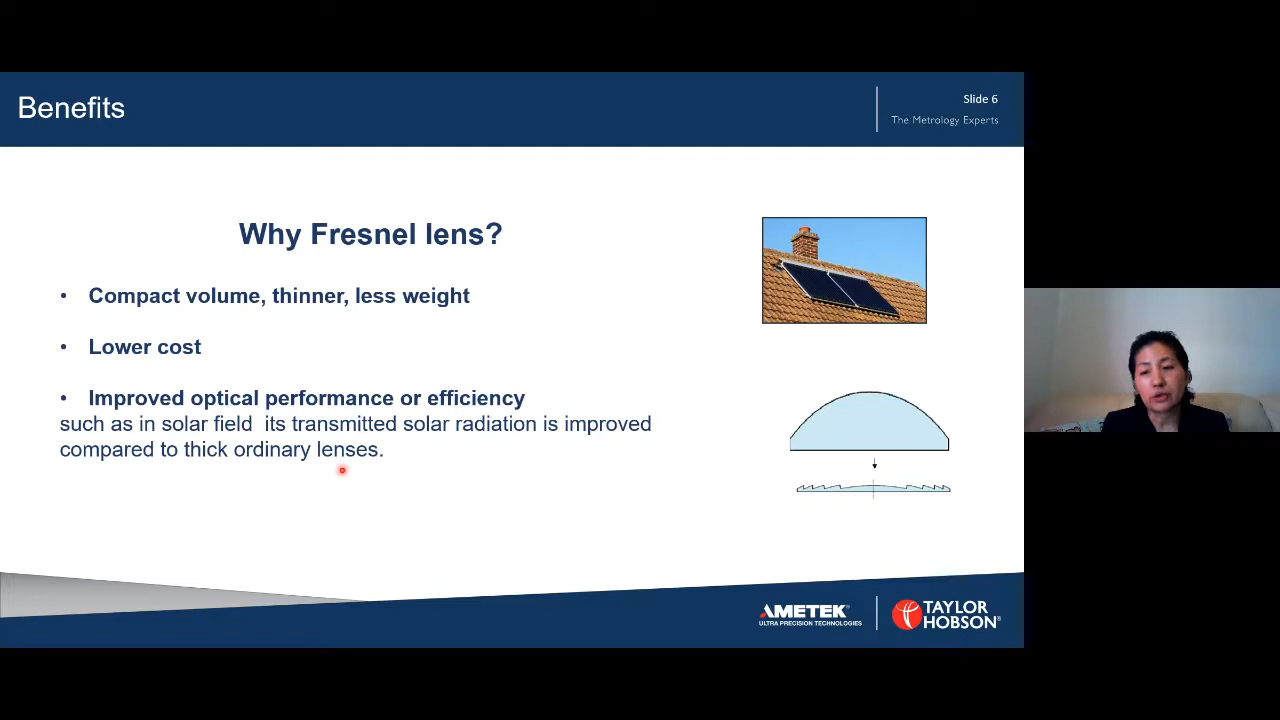 Benefits
Slide 6
The Metrology Experts
Why Fresnel lens?
• Compact volume, thinner, less weight
• Lower cost
• Improved optical performance or efficiency
such as in solar field its transmitted solar radiation is improved
compared to thick ordinary lenses.
AMETEK®
ULTRA PRECISION TECHNOLOGIES
TAYLOR
HOBSON®